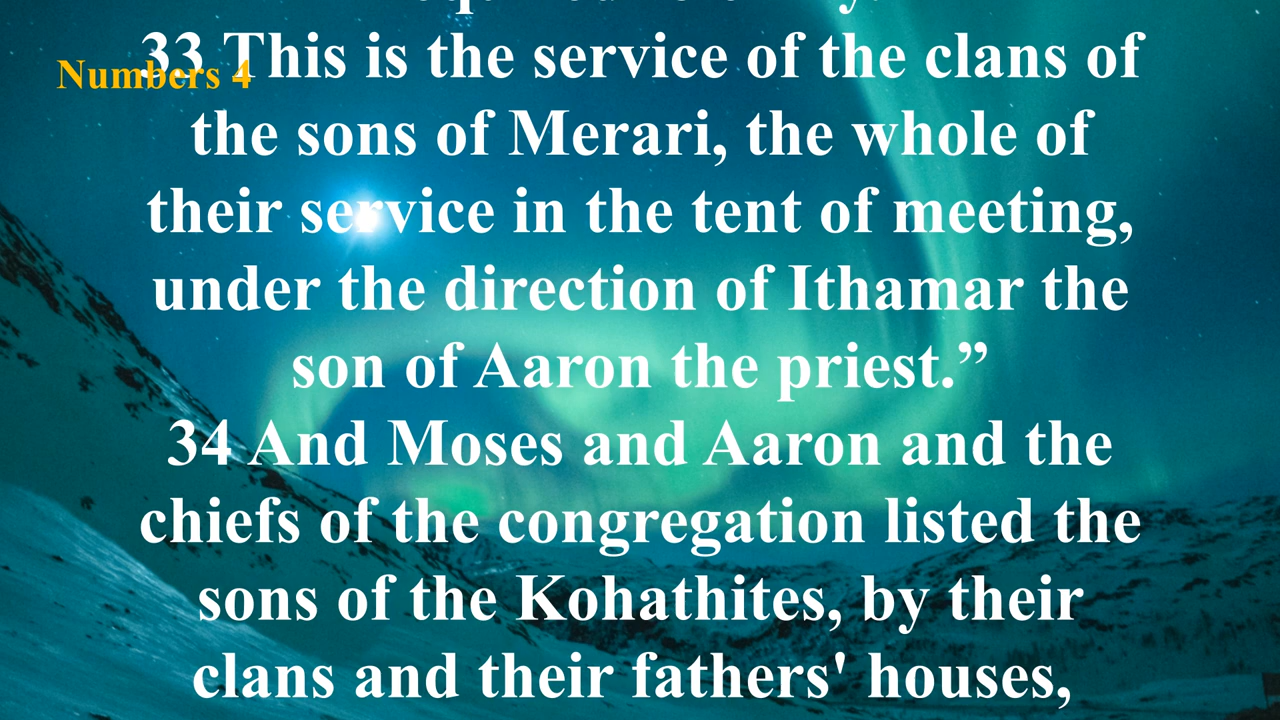 33 This is the service of the clans of
Numbers 4
the sons of Merari, the whole of
their service in the tent of meeting,
under the direction of Ithamar the
son of Aaron the priest.”
34 And Moses and Aaron and the
chiefs of the congregation listed the
sons of the Kohathites, by their
clans and their fathers' houses,